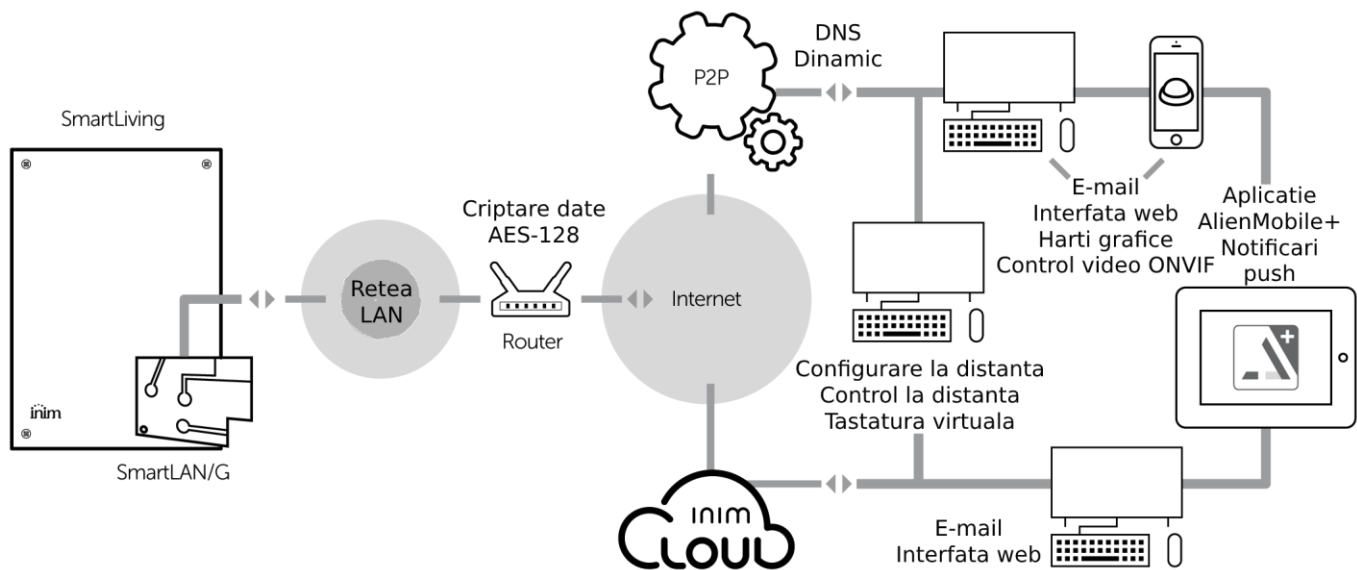 SmartLiving
inim
SmartLAN/G
Retea
LAN
Criptare date
AES-128
Router
Internet
P2P
DNS
Dinamic
E-mail
Interfata web
Harti grafice
Control video ONVIF
Aplicatie
AlienMobile+
Notificari
push
Configurare la distanta
Control la distanta
Tastatura virtuala
INIM
CLOUD
E-mail
Interfata web